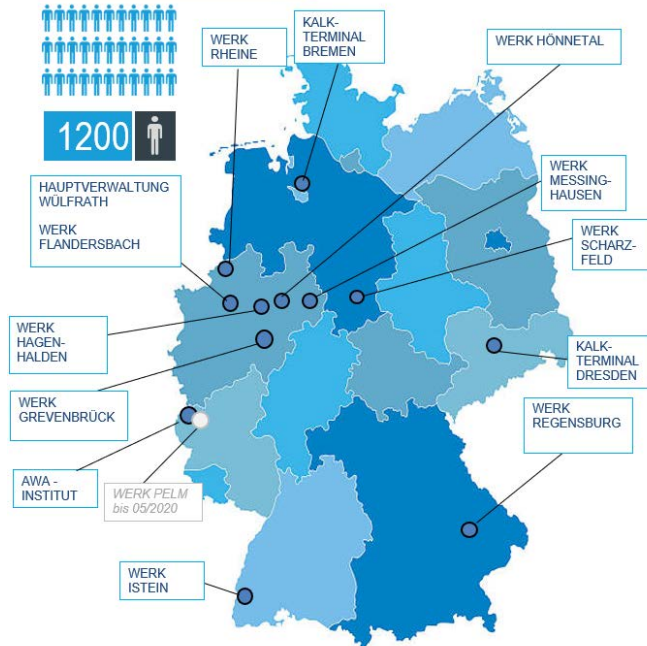 WERK
RHEINE
KALK-
TERMINAL
BREMEN
WERK HÖNNETAL
1200
HAUPTVERWALTUNG
WÜLFRATH
WERK
FLANDERSBACH
WERK
MESSING-
HAUSEN
WERK
SCHARZ-
FELD
WERK
HAGEN-
HALDEN
KALK-
TERMINAL
DRESDEN
WERK
GREVENBRÜCK
WERK
REGENSBURG
AWA -
INSTITUT
WERK PELM
bis 05/2020
WERK
ISTEIN